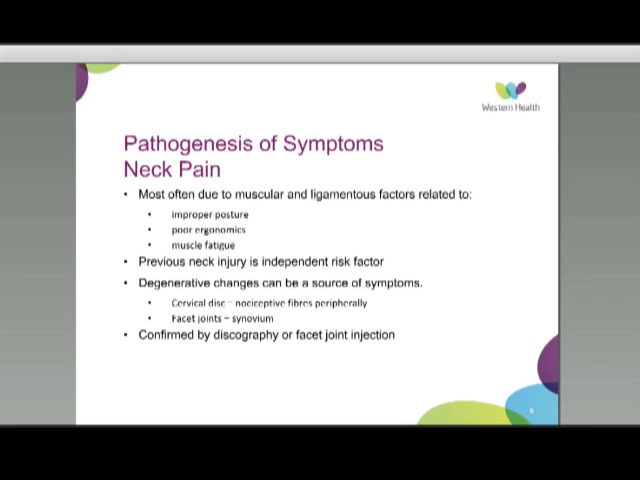 Western Health
Pathogenesis of Symptoms
Neck Pain
• Most often due to muscular and ligamentous factors related to:
• improper posture
• poor ergonomics
• muscle fatigue
• Previous neck injury is independent risk factor
• Degenerative changes can be a source of symptoms.
• Cervical disc – nociceptive fibres peripherally
• Facet joints – synovium
• Confirmed by discography or facet joint injection
6